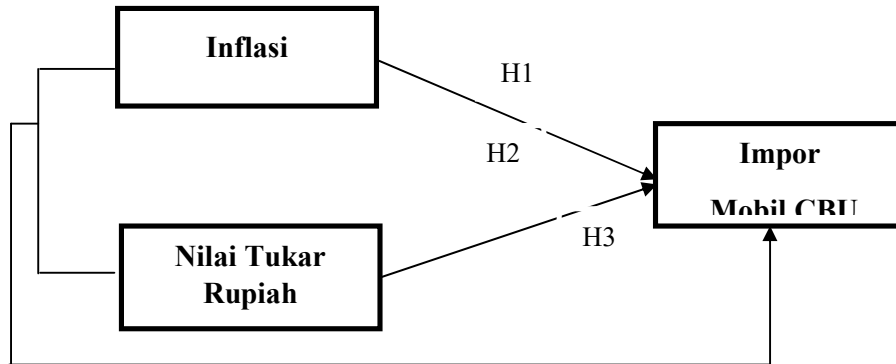 Inflasi
H1
H2
Impor
Mobil CBU
H3
Nilai Tukar
Rupiah